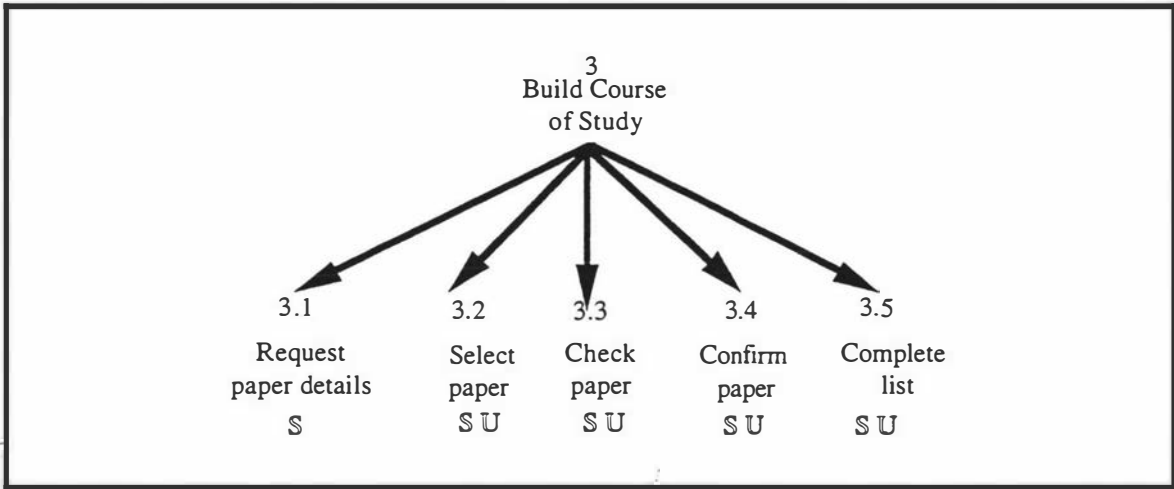 3
Build Course
of Study
3.1 3.2 3.3 3.4 3.5
Request Select Check Confirm Complete
paper details paper paper paper list
𝕊 𝕊 𝕌 𝕊 𝕌 𝕊 𝕌 𝕊 𝕌